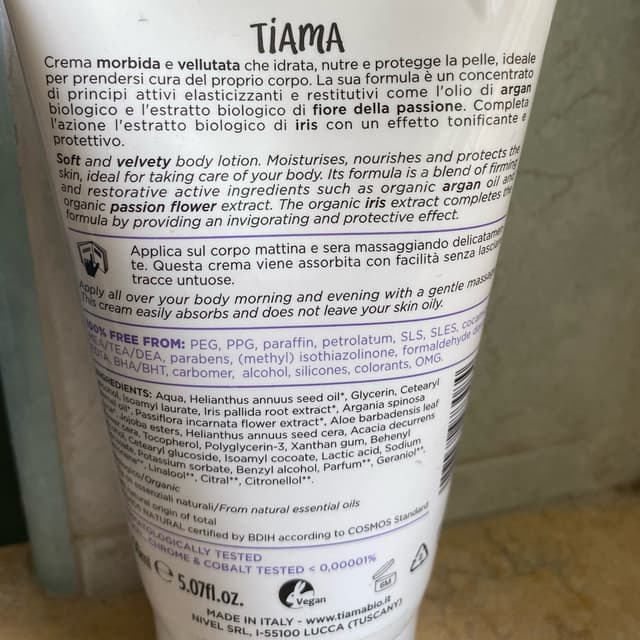 TiAMA
Crema morbida e vellutata che idrata, nutre e protegge la pelle, ideale
per prendersi cura del proprio corpo. La sua formula è un concentrato
di principi attivi elasticizzanti e restitutivi come l'olio di argan
biologico e l'estratto biologico di fiore della passione. Completa
l'azione l'estratto biologico di iris con un effetto tonificante e
protettivo.
Soft and velvety body lotion. Moisturises, nourishes and protects the
skin, ideal for taking care of your body. Its formula is a blend of firming
and restorative active ingredients such as organic argan oil and
organic passion flower extract. The organic iris extract completes the
formula by providing an invigorating and protective effect.
Applica sul corpo mattina e sera massaggiando delicatamen
te. Questa crema viene assorbita con facilità senza lasciare
tracce untuose.
Apply all over your body morning and evening with a gentle massage
This cream easily absorbs and does not leave your skin oily.
100% FREE FROM: PEG, PPG, paraffin, petrolatum, SLS, SLES,
MEA/TEA/DEA, parabens, (methyl) isothiazolinone, formaldehyde
EDTA, BHA/BHT, carbomer, alcohol, silicones, colorants, OMG.
INGREDIENTS: Aqua, Helianthus annuus seed oil*, Glycerin, Cetearyl
Isoamyl laurate, Iris pallida root extract*, Argania spinosa
oil*, Passiflora incarnata flower extract*, Aloe barbadensis leaf
Jojoba esters, Helianthus annuus seed cera, Acacia decurrens
cera, Tocopherol, Polyglycerin-3, Xanthan gum, Behenyl
Cetearyl glucoside, Isoamyl cocoate, Lactic acid, Sodium
Potassium sorbate, Benzyl alcohol, Parfum**, Geraniol**,
Linalool**, Citral**, Citronellol**.
/Organic
essenziali naturali/From natural essential oils
natural origin of total
NATURAL certified by BDIH according to COSMOS Standard
TESTED
CHROME & COBALT TESTED < 0,00001%
ml e 5.07fl.oz.
Vegan
6M
MADE IN ITALY - www.tiamabio.it
NIVEL SRL, I-55100 LUCCA (TUSCANY)